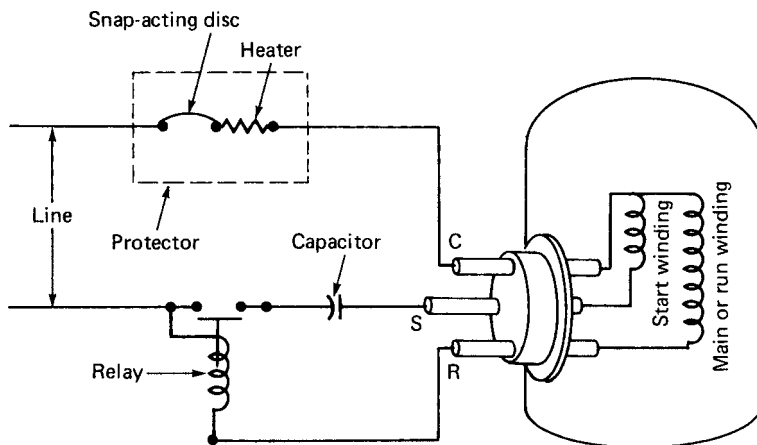 Snap-acting disc
Heater
Line
Protector
Capacitor
C
S
R
Relay
Start winding
Main or run winding